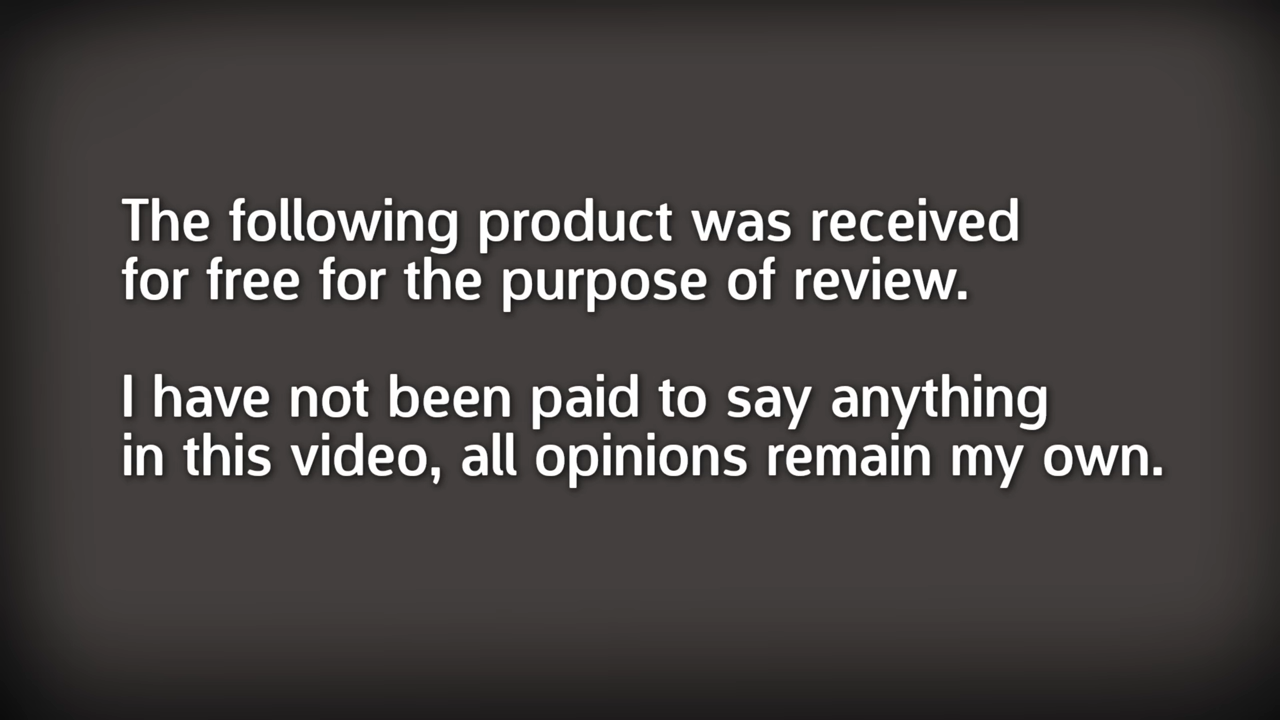 The following product was received
for free for the purpose of review.
I have not been paid to say anything
in this video, all opinions remain my own.